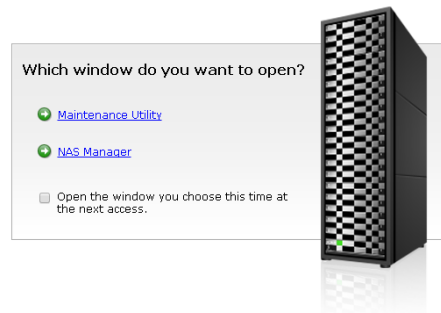 Which window do you want to open?
Maintenance Utility
NAS Manager
Open the window you choose this time at
the next access.